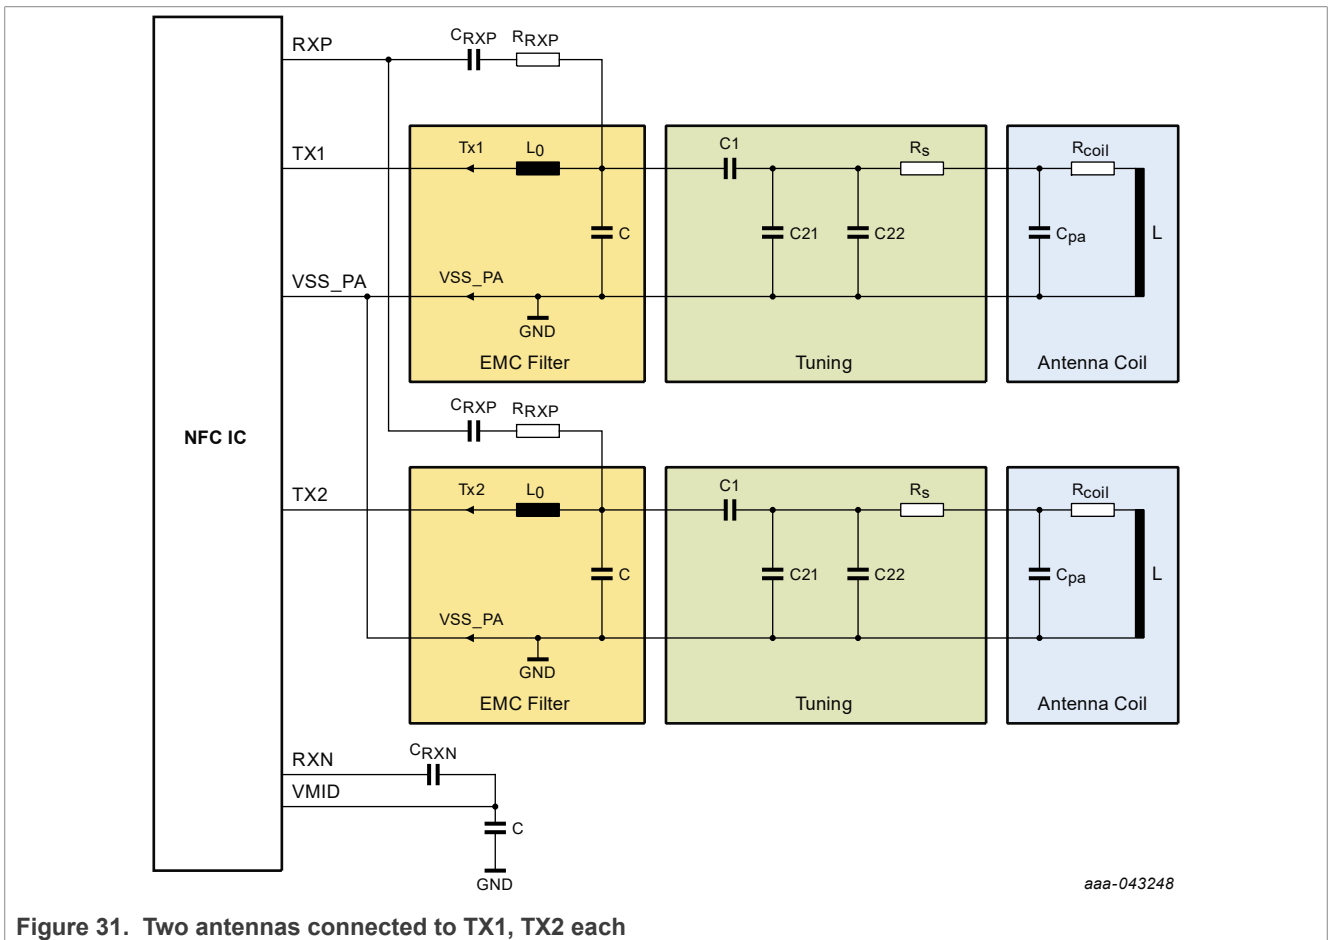 RXP
CRXP RRXP
TX1
Tx1 L0
C1
Rs
Rcoil
C
C21
C22
Cpa
L
VSS_PA
VSS_PA
GND
EMC Filter
Tuning
Antenna Coil
CRXP RRXP
NFC IC
TX2
Tx2 L0
C1
Rs
Rcoil
C
C21
C22
Cpa
L
VSS_PA
GND
EMC Filter
Tuning
Antenna Coil
RXN
CRXN
VMID
C
GND
aaa-043248
Figure 31. Two antennas connected to TX1, TX2 each